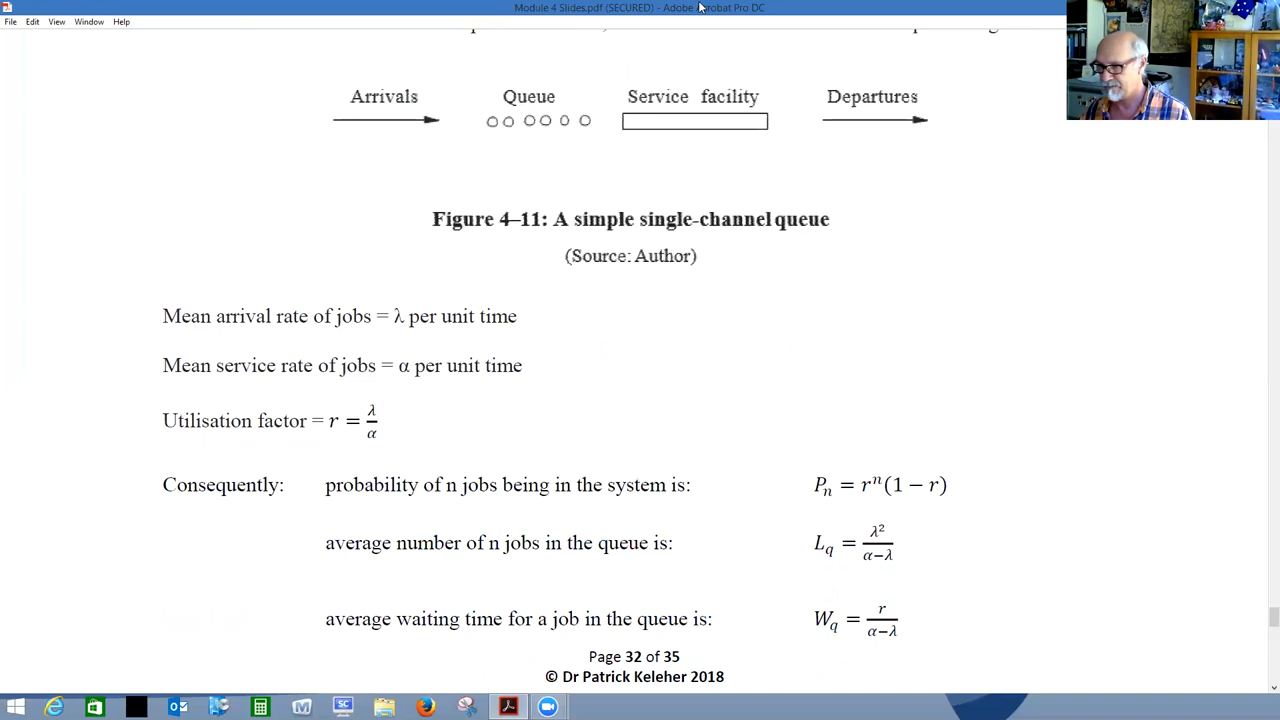 Module 4 Slides.pdf (SECURED) - Adobe Acrobat Pro DC
File Edit View Window Help
Arrivals Queue Service facility Departures
Figure 4–11: A simple single-channel queue
(Source: Author)
Mean arrival rate of jobs = λ per unit time
Mean service rate of jobs = α per unit time
Utilisation factor = r = λ/α
Consequently: probability of n jobs being in the system is: Pₙ = rⁿ(1 − r)
average number of n jobs in the queue is: L_q = λ²/α−λ
average waiting time for a job in the queue is: W_q = r/α−λ
Page 32 of 35
© Dr Patrick Keleher 2018